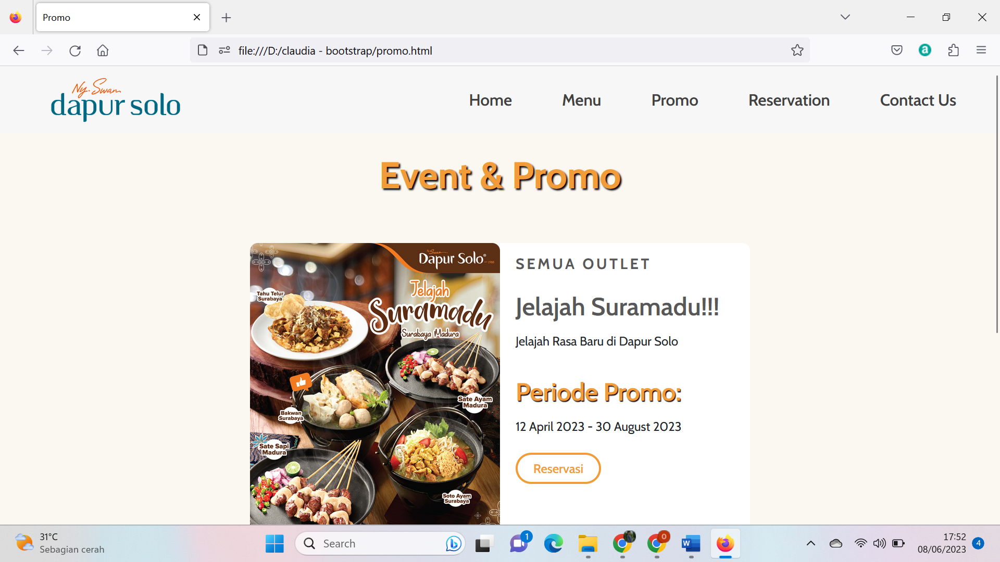 Promo
file:///D:/claudia - bootstrap/promo.html
Ny. Swan
dapur solo
Home
Menu
Promo
Reservation
Contact Us
Event & Promo
Dapur Solo®
Jelajah
Suramadu
Surabaya Madura
Tahu Telur
Surabaya
Sate Ayam
Madura
Bakwan
Surabaya
Sate Sapi
Madura
Soto Ayam
Surabaya
SEMUA OUTLET
Jelajah Suramadu!!!
Jelajah Rasa Baru di Dapur Solo
Periode Promo:
12 April 2023 - 30 August 2023
Reservasi
31°C
Sebagian cerah
Search
1
0
17:52
08/06/2023
4